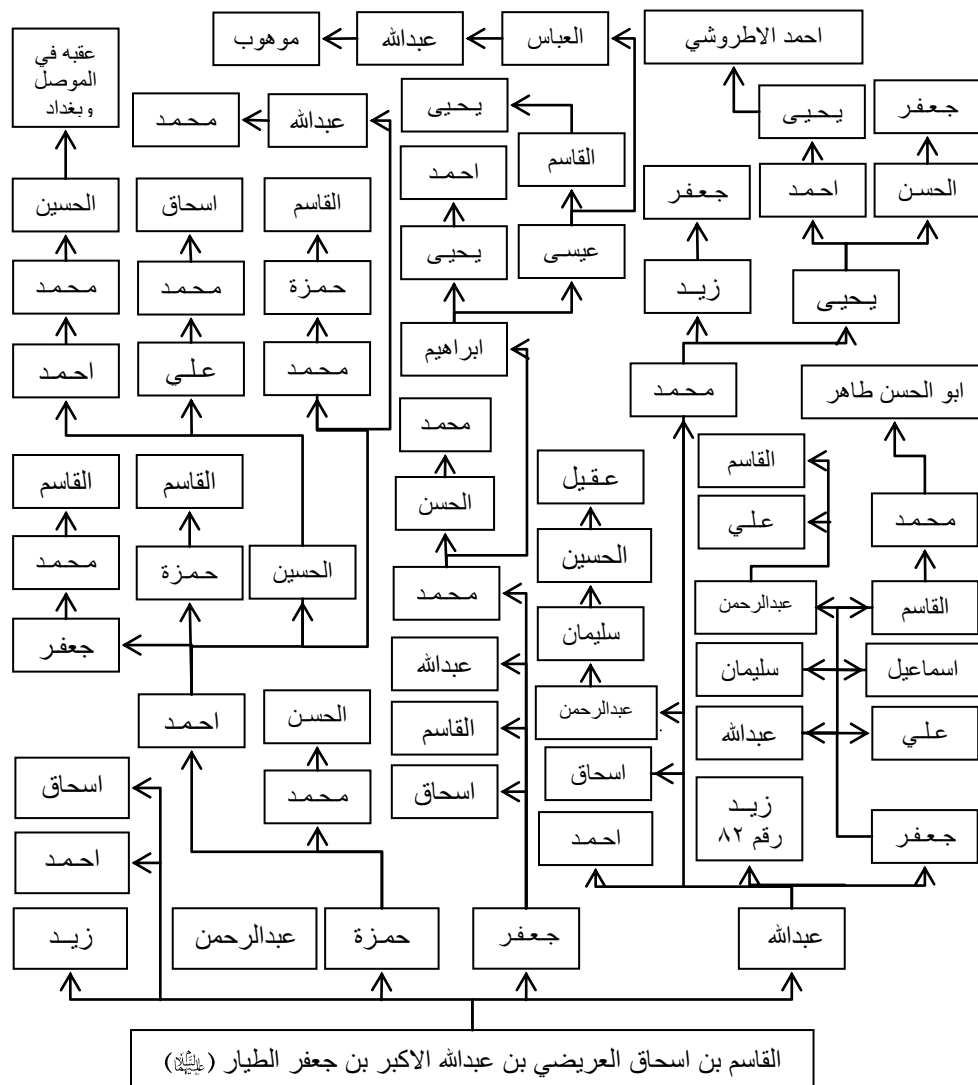 احمد الاطروشي
العباس
عبدالله
موهوب
عقبه في
الموصل
وبغداد
جعفر
يحيى
يحيى
عبدالله
محمد
القاسم
احمد
الحسن
احمد
جعفر
القاسم
اسحاق
الحسين
عيسى
يحيى
يحيى
زيد
حمزة
محمد
محمد
ابراهيم
محمد
علي
احمد
محمد
ابو الحسن طاهر
محمد
القاسم
عقيل
الحسن
القاسم
القاسم
محمد
علي
الحسين
الحسين
حمزة
محمد
القاسم
عبدالرحمن
محمد
سليمان
جعفر
اسماعيل
سليمان
عبدالله
عبدالرحمن
الحسن
احمد
علي
عبدالله
القاسم
اسحاق
اسحاق
محمد
اسحاق
زيد
رقم ٨٢
جعفر
احمد
احمد
عبدالله
جعفر
حمزة
عبدالرحمن
زيد
القاسم بن اسحاق العريضي بن عبدالله الاكبر بن جعفر الطيار (عليهما السلام)